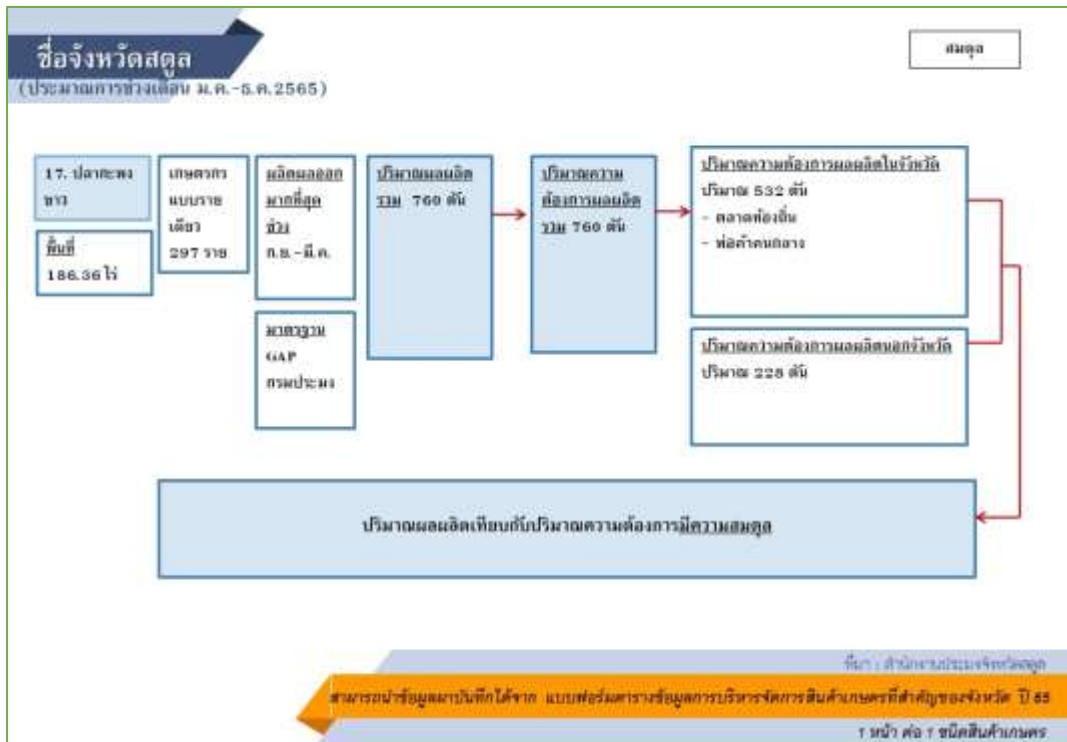 ชื่อจังหวัดสตูล
สมดุล
(ประมาณการช่วงเดือน ม.ค.-ธ.ค.2565)
17. ปลากะพง
ขาว
พื้นที่
186.36 ไร่
เกษตรกร
แบบราย
เดียว
297 ราย
ผลิตผลออก
มากที่สุด
ช่วง
ก.ย.-มี.ค.
มาตรฐาน
GAP
กรมประมง
ปริมาณผลผลิต
รวม 760 ตัน
ปริมาณความ
ต้องการผลผลิต
รวม 760 ตัน
ปริมาณความต้องการผลผลิตในจังหวัด
ปริมาณ 532 ตัน
- ตลาดท้องถิ่น
- พ่อค้าคนกลาง
ปริมาณความต้องการผลผลิตนอกจังหวัด
ปริมาณ 228 ตัน
ปริมาณผลผลิตเทียบกับปริมาณความต้องการมีความสมดุล
ที่มา : สำนักงานประมงจังหวัดสตูล
สามารถนำข้อมูลมาบันทึกได้จาก แบบฟอร์มตารางข้อมูลการบริหารจัดการสินค้าเกษตรที่สำคัญของจังหวัด ปี 65
1 หน้า ต่อ 1 ชนิดสินค้าเกษตร